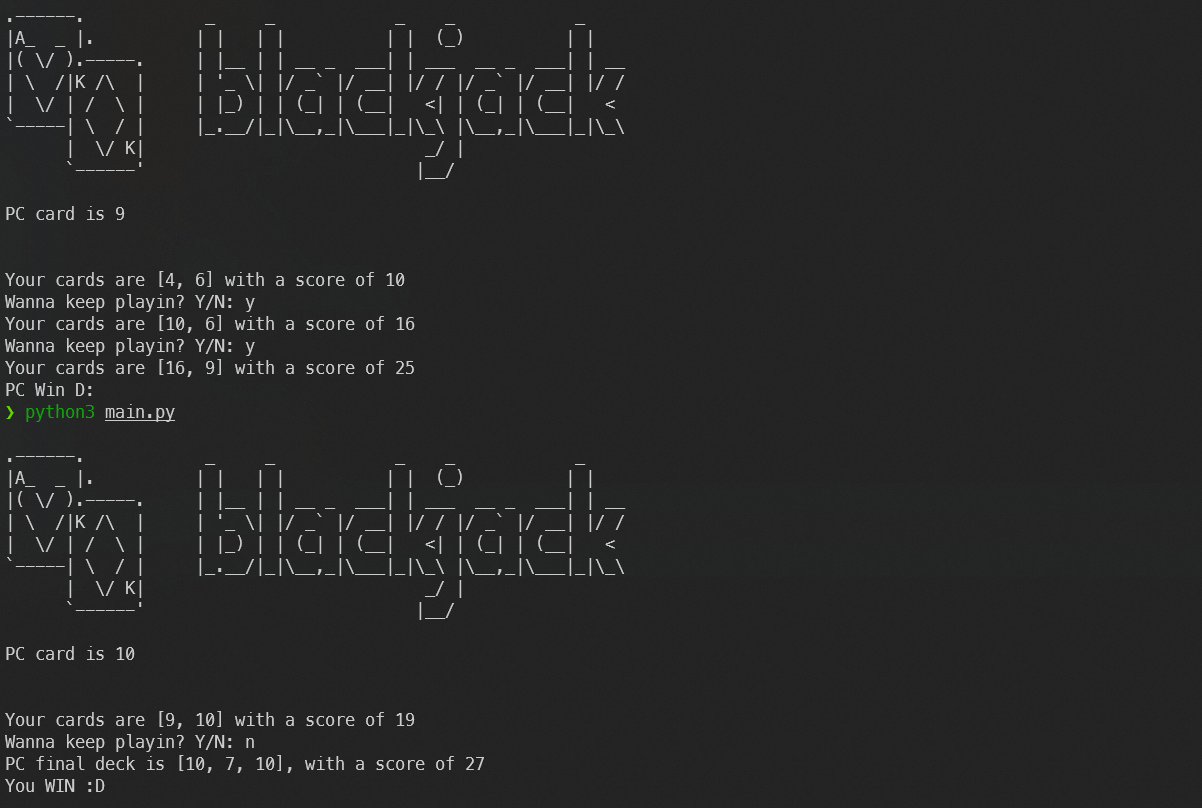 .------.            _     _            _    _            _
|A_  _ |.          | |   | |          | |  (_)          | |
|( \/ ).-----.     | |__ | | __ _  ___| | ___  __ _  ___| | __
| \  /|K /\  |     | '_ \| |/ _` |/ __| |/ / |/ _` |/ __| |/ /
|  \/ | /  \ |     | |_) | | (_| | (__|   <| | (_| | (__|   <
`-----| \  / |     |_.__/|_|\__,_|\___|_|\_\ |\__,_|\___|_|\_\
      |  \/ K|                            _/ |
      `------'                           |__/
PC card is 9
Your cards are [4, 6] with a score of 10
Wanna keep playin? Y/N: y
Your cards are [10, 6] with a score of 16
Wanna keep playin? Y/N: y
Your cards are [16, 9] with a score of 25
PC Win D:
❯ python3 main.py
.------.            _     _            _    _            _
|A_  _ |.          | |   | |          | |  (_)          | |
|( \/ ).-----.     | |__ | | __ _  ___| | ___  __ _  ___| | __
| \  /|K /\  |     | '_ \| |/ _` |/ __| |/ / |/ _` |/ __| |/ /
|  \/ | /  \ |     | |_) | | (_| | (__|   <| | (_| | (__|   <
`-----| \  / |     |_.__/|_|\__,_|\___|_|\_\ |\__,_|\___|_|\_\
      |  \/ K|                            _/ |
      `------'                           |__/
PC card is 10
Your cards are [9, 10] with a score of 19
Wanna keep playin? Y/N: n
PC final deck is [10, 7, 10], with a score of 27
You WIN :D